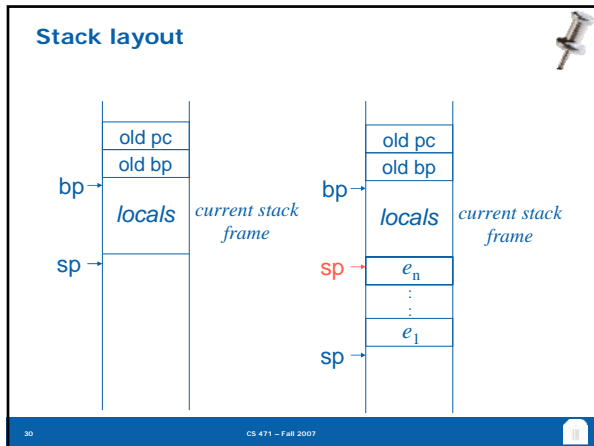 Stack layout
old pc
old bp
bp
locals
current stack
frame
sp
old pc
old bp
bp
locals
current stack
frame
sp
eₙ
:
:
e₁
sp
30
CS 471 – Fall 2007